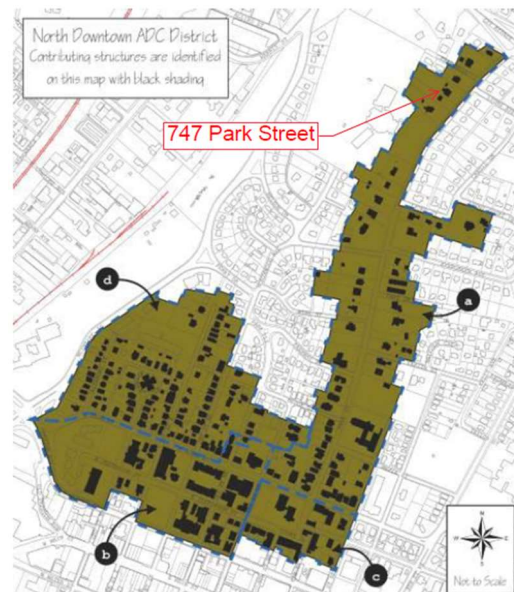 North Downtown ADC District
Contributing structures are identified
on this map with black shading
747 Park Street
a
d
b
c
N
W
E
S
Not to Scale